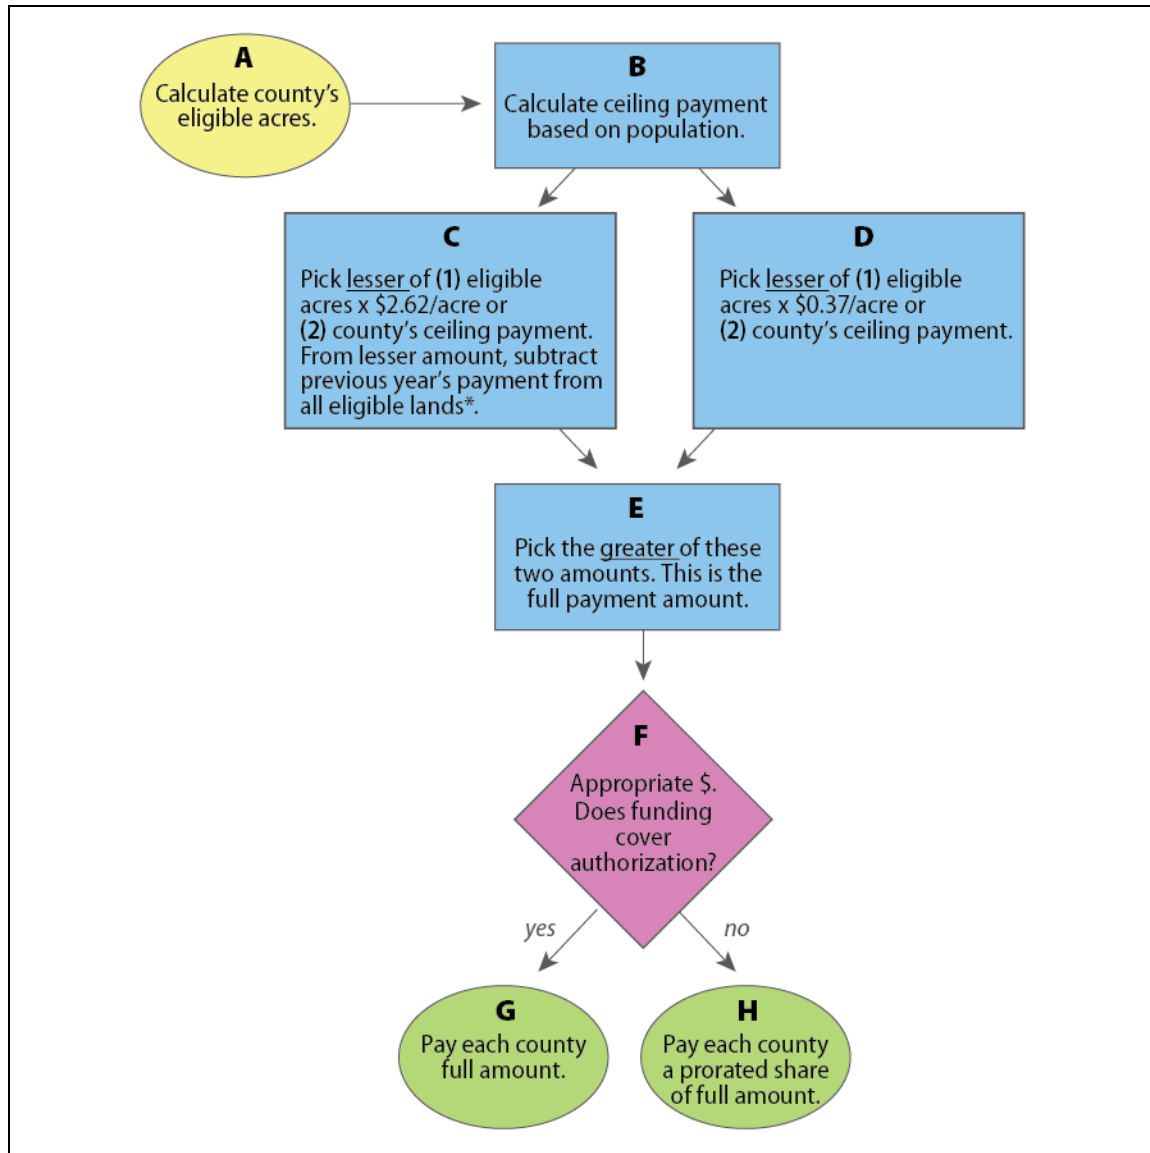 A
Calculate county's
eligible acres.
B
Calculate ceiling payment
based on population.
C
Pick lesser of (1) eligible
acres x $2.62/acre or
(2) county's ceiling payment.
From lesser amount, subtract
previous year's payment from
all eligible lands*.
D
Pick lesser of (1) eligible
acres x $0.37/acre or
(2) county's ceiling payment.
E
Pick the greater of these
two amounts. This is the
full payment amount.
F
Appropriate $.
Does funding
cover
authorization?
yes
no
G
Pay each county
full amount.
H
Pay each county
a prorated share
of full amount.